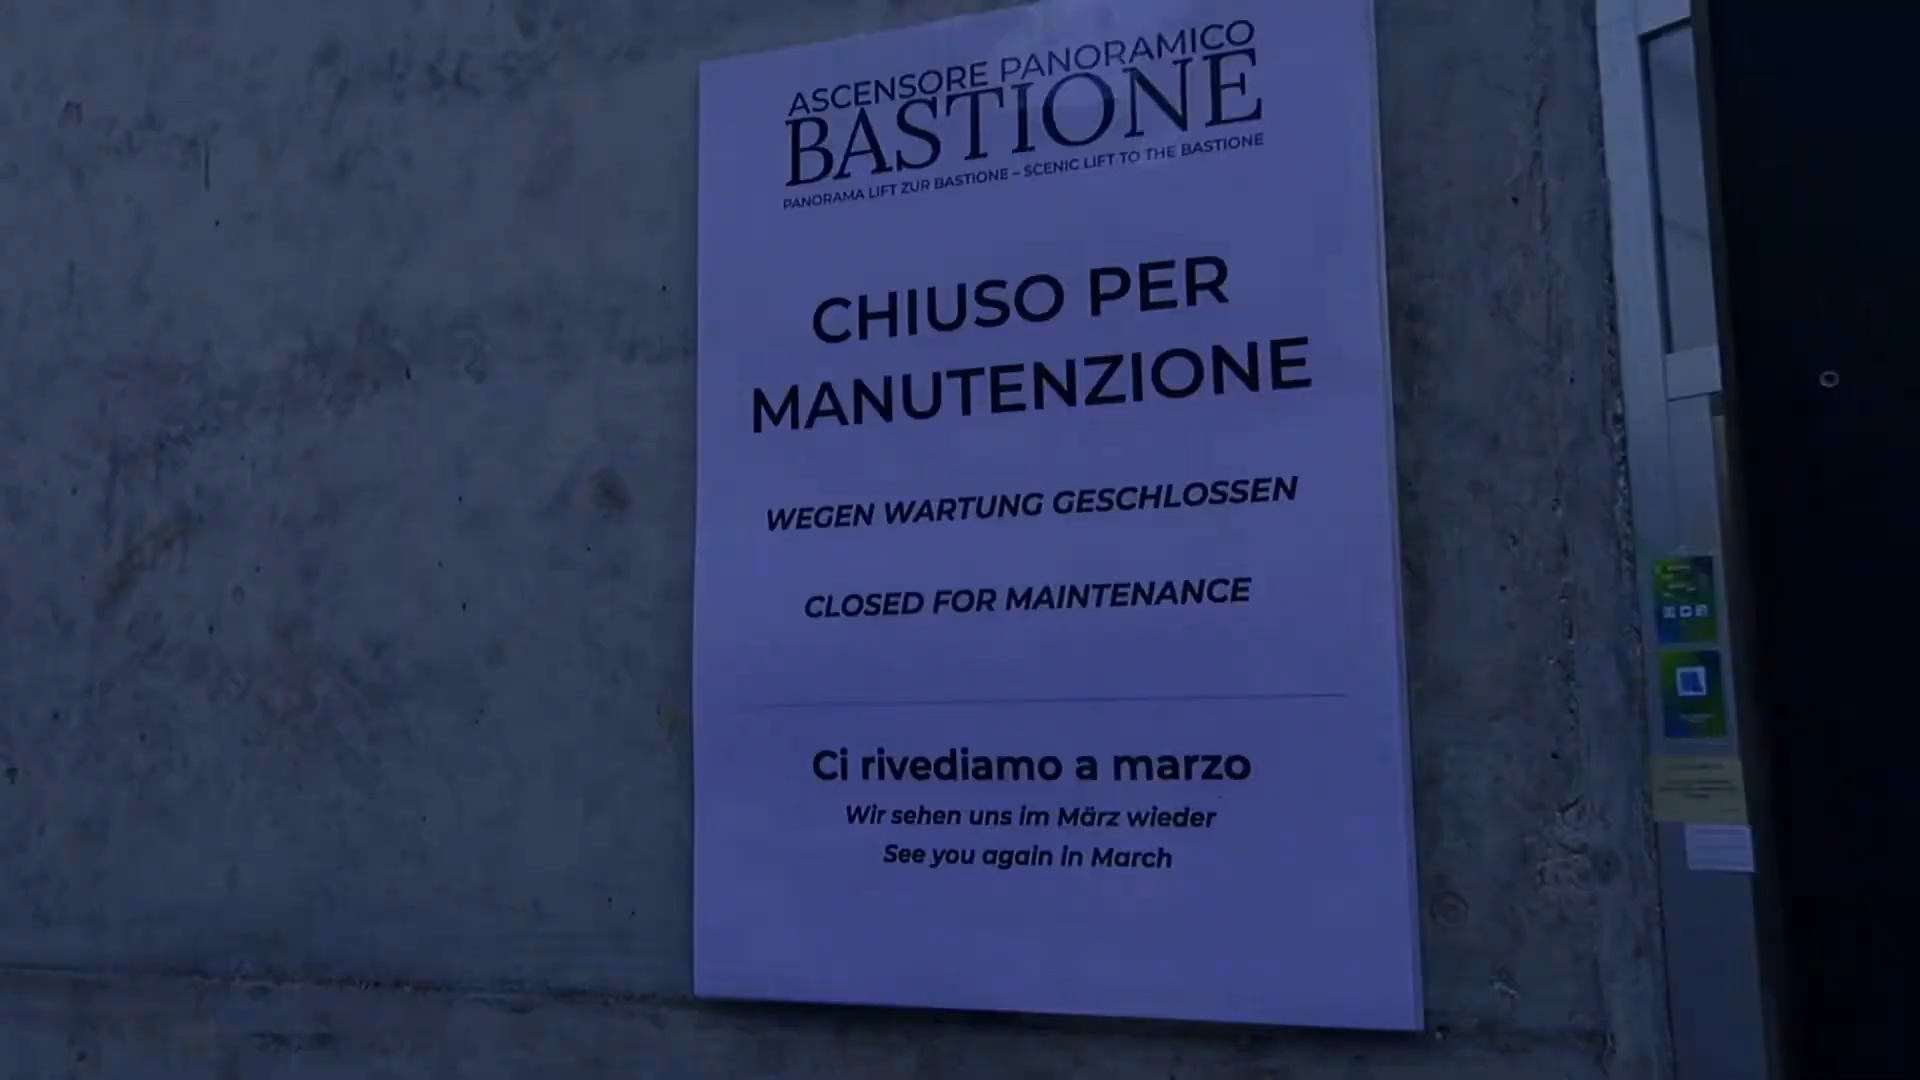 ASCENSORE PANORAMICO
BASTIONE
PANORAMA LIFT ZUR BASTIONE – SCENIC LIFT TO THE BASTIONE
CHIUSO PER
MANUTENZIONE
WEGEN WARTUNG GESCHLOSSEN
CLOSED FOR MAINTENANCE
Ci rivediamo a marzo
Wir sehen uns im März wieder
See you again in March